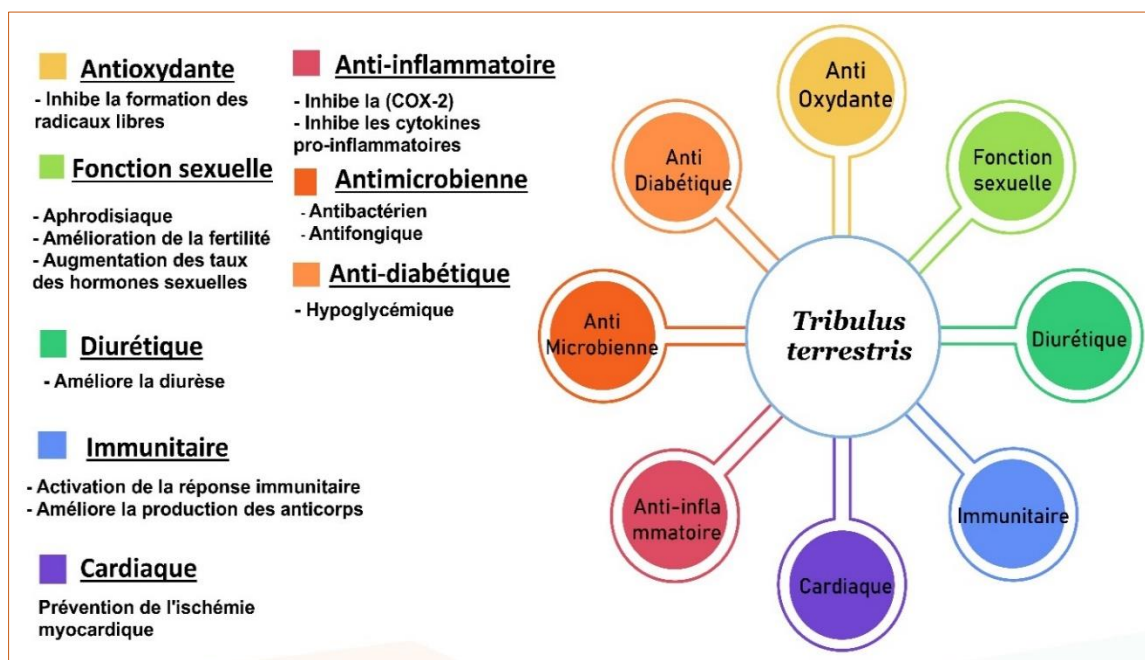 Antioxydante
- Inhibe la formation des
radicaux libres
Fonction sexuelle
- Aphrodisiaque
- Amélioration de la fertilité
- Augmentation des taux
des hormones sexuelles
Diurétique
- Améliore la diurèse
Immunitaire
- Activation de la réponse immunitaire
- Améliore la production des anticorps
Cardiaque
Prévention de l'ischémie
myocardique
Anti-inflammatoire
- Inhibe la (COX-2)
- Inhibe les cytokines
pro-inflammatoires
Antimicrobienne
- Antibactérien
- Antifongique
Anti-diabétique
- Hypoglycémique
Anti
Oxydante
Fonction
sexuelle
Diurétique
Immunitaire
Cardiaque
Anti-infla
mmatoire
Anti
Microbienne
Anti
Diabétique
Tribulus
terrestris